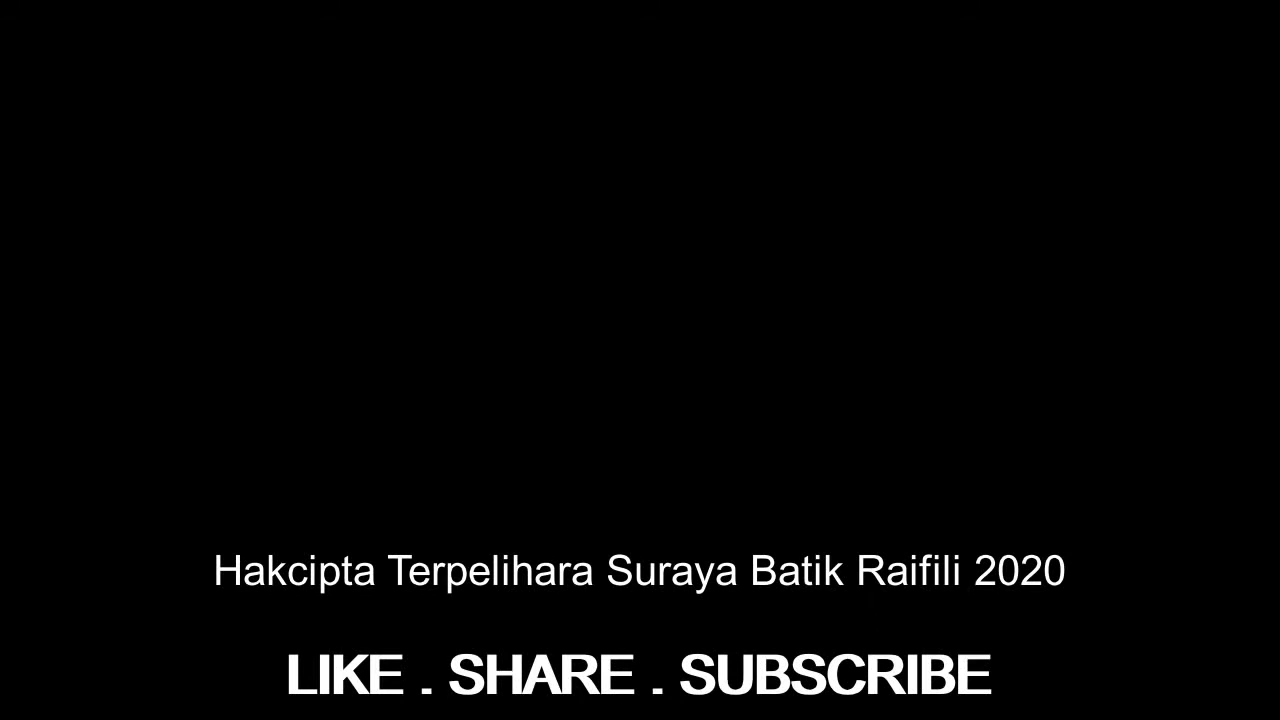 Hakcipta Terpelihara Suraya Batik Raifili 2020
LIKE . SHARE . SUBSCRIBE